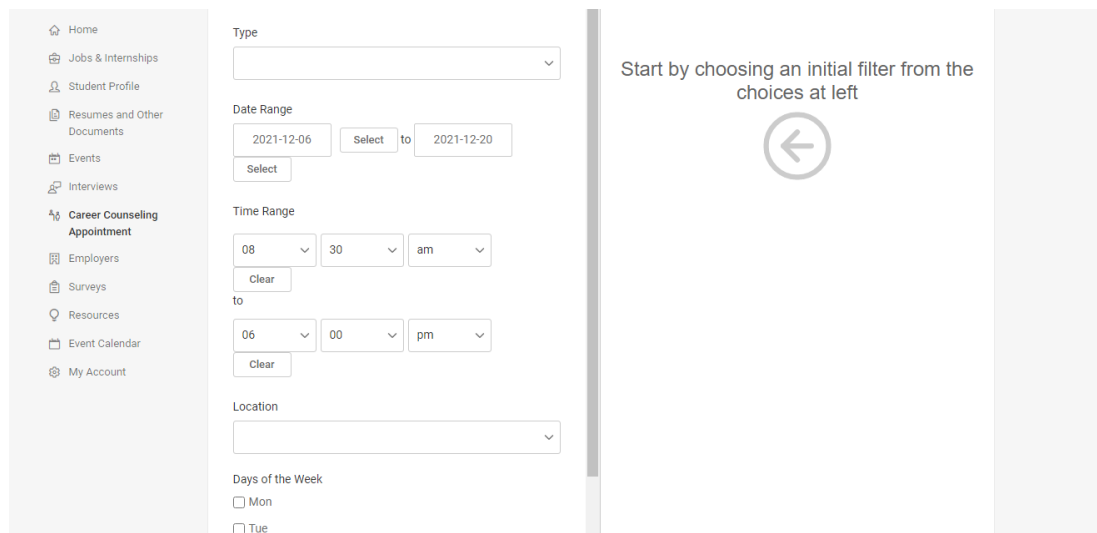 Home
Jobs & Internships
Student Profile
Resumes and Other
Documents
Events
Interviews
Career Counseling
Appointment
Employers
Surveys
Resources
Event Calendar
My Account
Type
Date Range
2021-12-06 Select to 2021-12-20
Select
Time Range
08 30 am
Clear
to
06 00 pm
Clear
Location
Days of the Week
Mon
Tue
Start by choosing an initial filter from the
choices at left